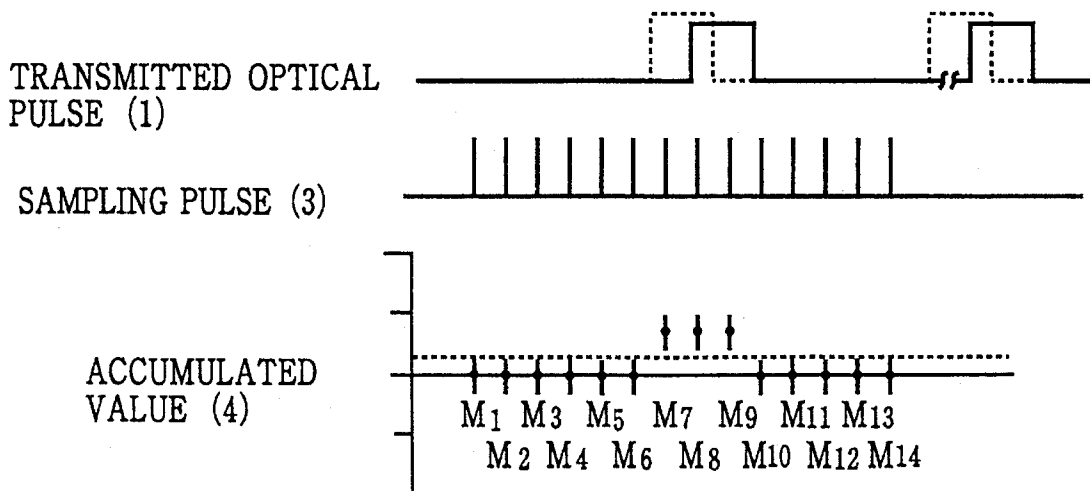 TRANSMITTED OPTICAL
PULSE (1)
SAMPLING PULSE (3)
ACCUMULATED
VALUE (4)
M1 M3 M5 M7 M9 M11 M13
M2 M4 M6 M8 M10 M12 M14